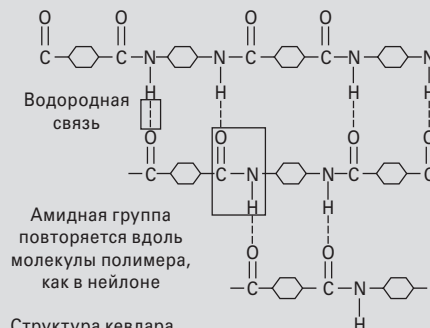 O O O O
C C N N C C N N
H H H H
Водородная
связь
O O O O
C C N N C C
H H
Амидная группа
повторяется вдоль
молекулы полимера,
как в нейлоне
O O
C C N
H
Структура кевлара